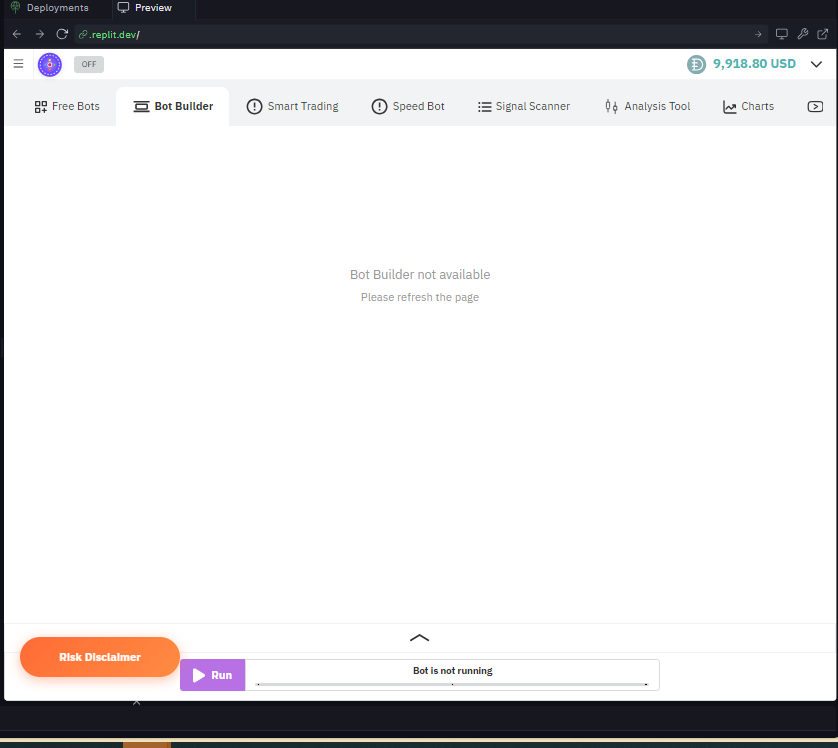 Deployments Preview
.replit.dev/
OFF 9,918.80 USD
Free Bots Bot Builder Smart Trading Speed Bot Signal Scanner Analysis Tool Charts
Bot Builder not available
Please refresh the page
Risk Disclaimer
Run Bot is not running